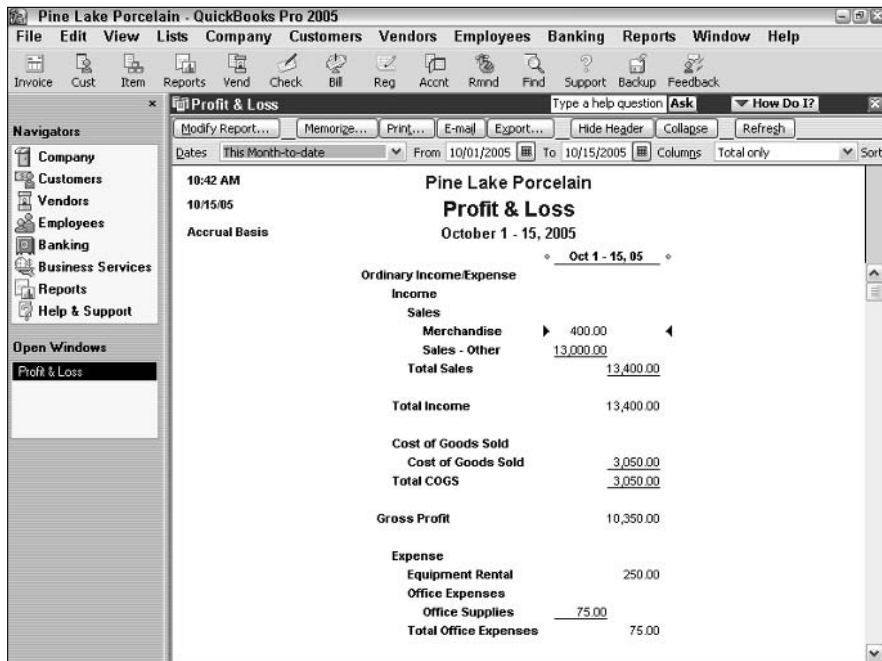 Pine Lake Porcelain - QuickBooks Pro 2005
File Edit View Lists Company Customers Vendors Employees Banking Reports Window Help
Invoice Cust Item Reports Vend Check Bill Reg Accnt Rmnd Find Support Backup Feedback
Profit & Loss Type a help question Ask How Do I?
Navigators
Company
Customers
Vendors
Employees
Banking
Business Services
Reports
Help & Support
Open Windows
Profit & Loss
Modify Report... Memorize... Print... E-mail Export... Hide Header Collapse Refresh
Dates This Month-to-date From 10/01/2005 To 10/15/2005 Columns Total only Sort
10:42 AM Pine Lake Porcelain
10/15/05 Profit & Loss
Accrual Basis October 1 - 15, 2005
Oct 1 - 15, 05
Ordinary Income/Expense
Income
Sales
Merchandise 400.00
Sales - Other 13,000.00
Total Sales 13,400.00
Total Income 13,400.00
Cost of Goods Sold
Cost of Goods Sold 3,050.00
Total COGS 3,050.00
Gross Profit 10,350.00
Expense
Equipment Rental 250.00
Office Expenses
Office Supplies 75.00
Total Office Expenses 75.00